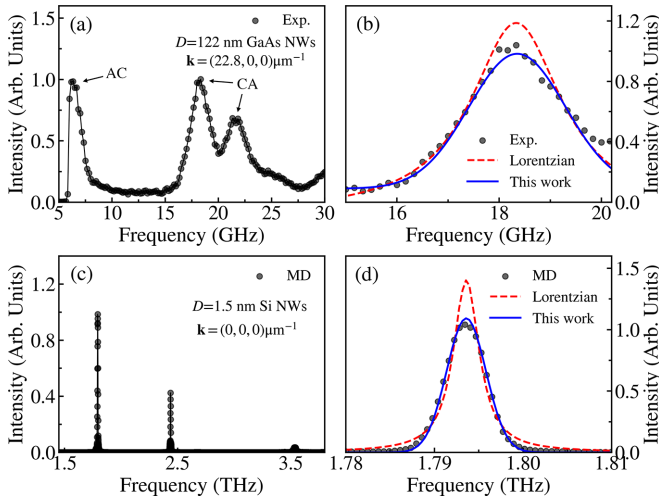 (a)
Exp.
D=122 nm GaAs NWs
k=(22.8,0,0)μm⁻¹
AC
CA
Intensity (Arb. Units)
0.0
0.5
1.0
1.5
5
10
15
20
25
30
Frequency (GHz)
(b)
Exp.
Lorentzian
This work
16
18
20
Frequency (GHz)
0.0
0.4
0.8
1.2
Intensity (Arb. Units)
(c)
MD
D=1.5 nm Si NWs
k=(0,0,0)μm⁻¹
Intensity (Arb. Units)
0.0
0.4
0.8
1.2
1.5
2.5
3.5
Frequency (THz)
(d)
MD
Lorentzian
This work
1.78
1.79
1.80
1.81
Frequency (THz)
0.0
0.5
1.0
1.5
Intensity (Arb. Units)